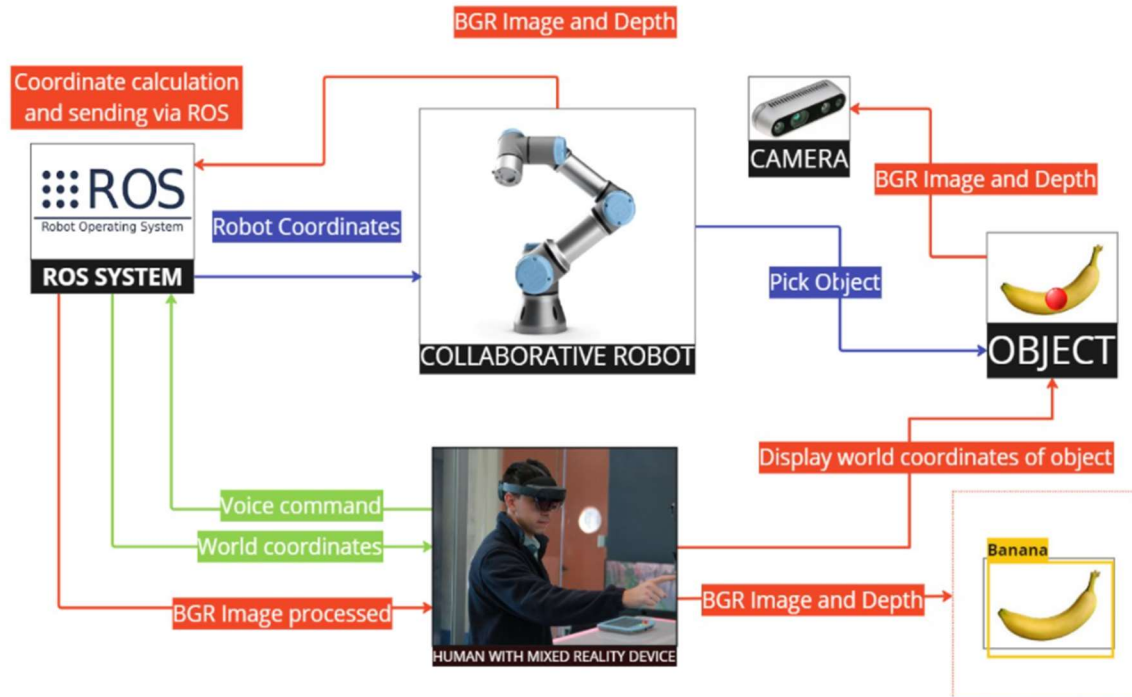 BGR Image and Depth
Coordinate calculation
and sending via ROS
ROS
Robot Operating System
ROS SYSTEM
Robot Coordinates
COLLABORATIVE ROBOT
CAMERA
BGR Image and Depth
Pick Object
OBJECT
Display world coordinates of object
Voice command
World coordinates
BGR Image processed
HUMAN WITH MIXED REALITY DEVICE
BGR Image and Depth
Banana